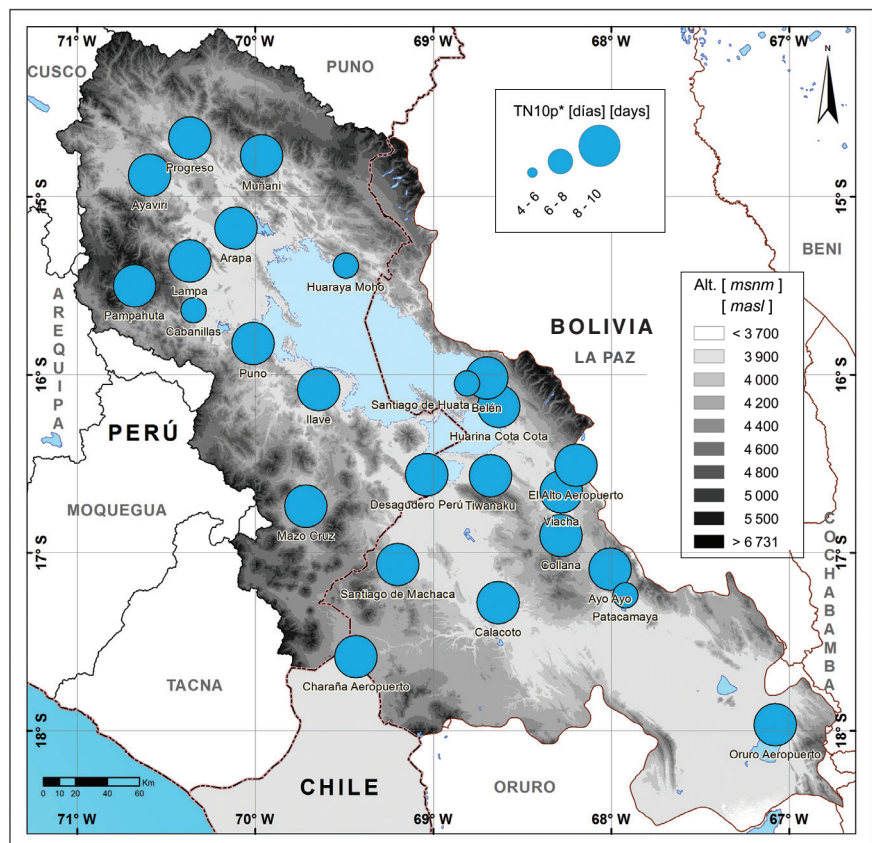 71° W
70° W
69° W
68° W
67° W
CUSCO
PUNO
N
TN10p* [días] [days]
4 - 6
6 - 8
8 - 10
Progreso
Muñani
Ayaviri
15° S
15° S
Arapa
BENI
Lampa
Huaraya Moho
Pampahuta
Cabanillas
AREQUIPA
Alt. [ msnm ]
[ masl ]
< 3 700
3 900
4 000
4 200
4 400
4 600
4 800
5 000
5 500
> 6 731
BOLIVIA
LA PAZ
Puno
16° S
16° S
Ilave
Santiago de Huata
Belén
Huarina Cota Cota
PERÚ
Desaguadero Perú
Tiwanaku
El Alto Aeropuerto
Viacha
MOQUEGUA
Mazo Cruz
Collana
17° S
17° S
COCHABAMBA
Santiago de Machaca
Ayo Ayo
Patacamaya
Calacoto
TACNA
Charaña Aeropuerto
18° S
18° S
Oruro Aeropuerto
Km
0 10 20 40 60
CHILE
ORURO
71° W
70° W
69° W
68° W
67° W